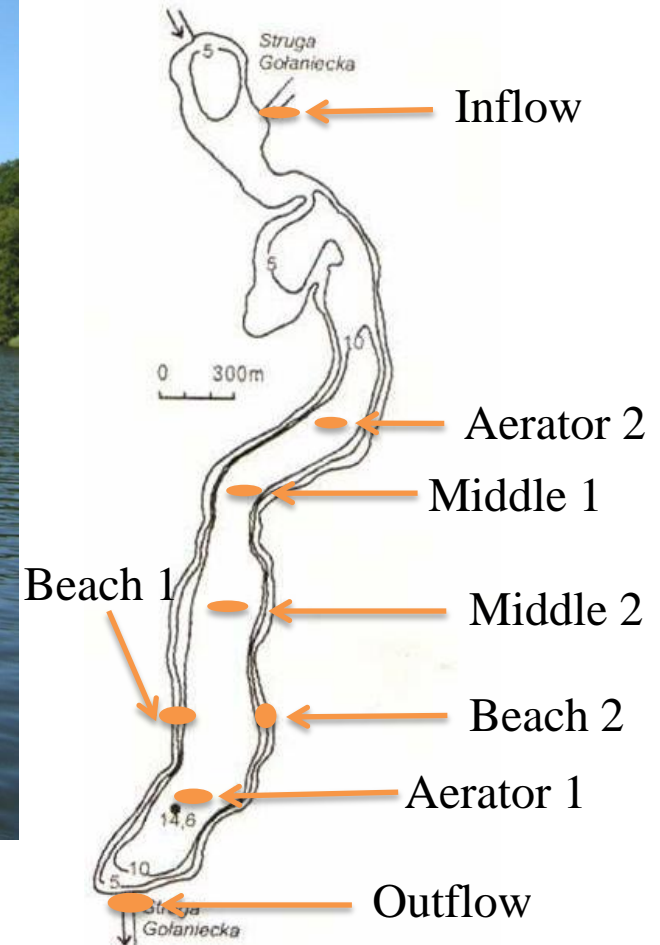 Struga
Gołaniecka
5
Inflow
5
10
0 300m
Aerator 2
Middle 1
Beach 1
Middle 2
Beach 2
Aerator 1
14,6
10
5
Outflow
Struga
Gołaniecka